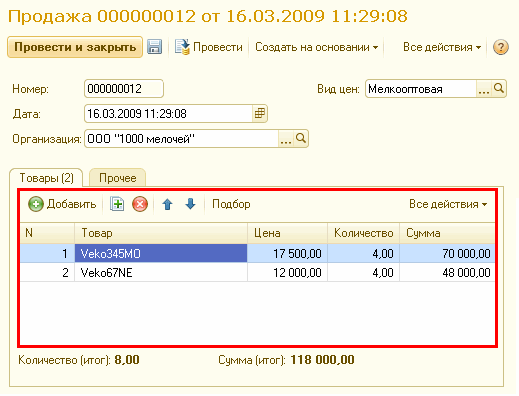 Продажа 000000012 от 16.03.2009 11:29:08
Провести и закрыть Провести Создать на основании Все действия ?
Номер: 000000012 Вид цен: Мелкооптовая ...
Дата: 16.03.2009 11:29:08
Организация: ООО "1000 мелочей" ...
Товары (2) Прочее
Добавить Подбор Все действия
N Товар Цена Количество Сумма
1 Veko345MO 17 500,00 4,00 70 000,00
2 Veko67NE 12 000,00 4,00 48 000,00
Количество (итог): 8,00 Сумма (итог): 118 000,00